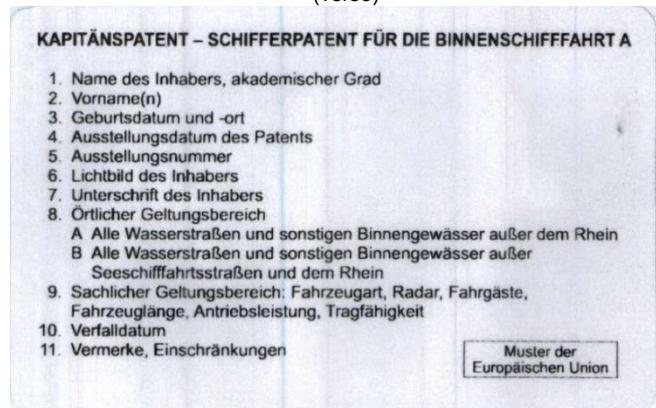 KAPITÄNSPATENT – SCHIFFERPATENT FÜR DIE BINNENSCHIFFFAHRT A
1. Name des Inhabers, akademischer Grad
2. Vorname(n)
3. Geburtsdatum und -ort
4. Ausstellungsdatum des Patents
5. Ausstellungsnummer
6. Lichtbild des Inhabers
7. Unterschrift des Inhabers
8. Örtlicher Geltungsbereich
A Alle Wasserstraßen und sonstigen Binnengewässer außer dem Rhein
B Alle Wasserstraßen und sonstigen Binnengewässer außer
Seeschifffahrtsstraßen und dem Rhein
9. Sachlicher Geltungsbereich: Fahrzeugart, Radar, Fahrgäste,
Fahrzeuglänge, Antriebsleistung, Tragfähigkeit
10. Verfalldatum
11. Vermerke, Einschränkungen
Muster der
Europäischen Union